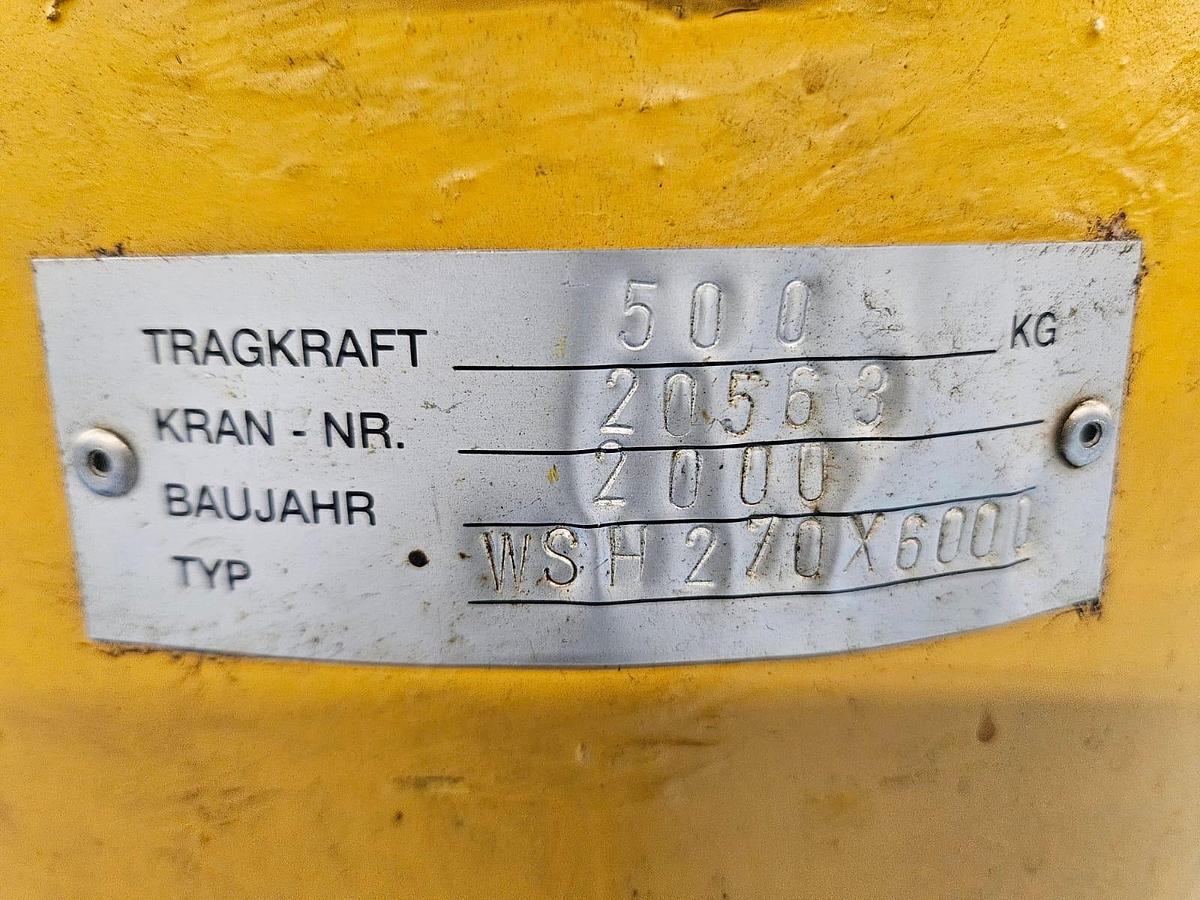 TRAGKRAFT 500 KG
KRAN - NR. 20563
BAUJAHR 2000
TYP WSH 270X6000